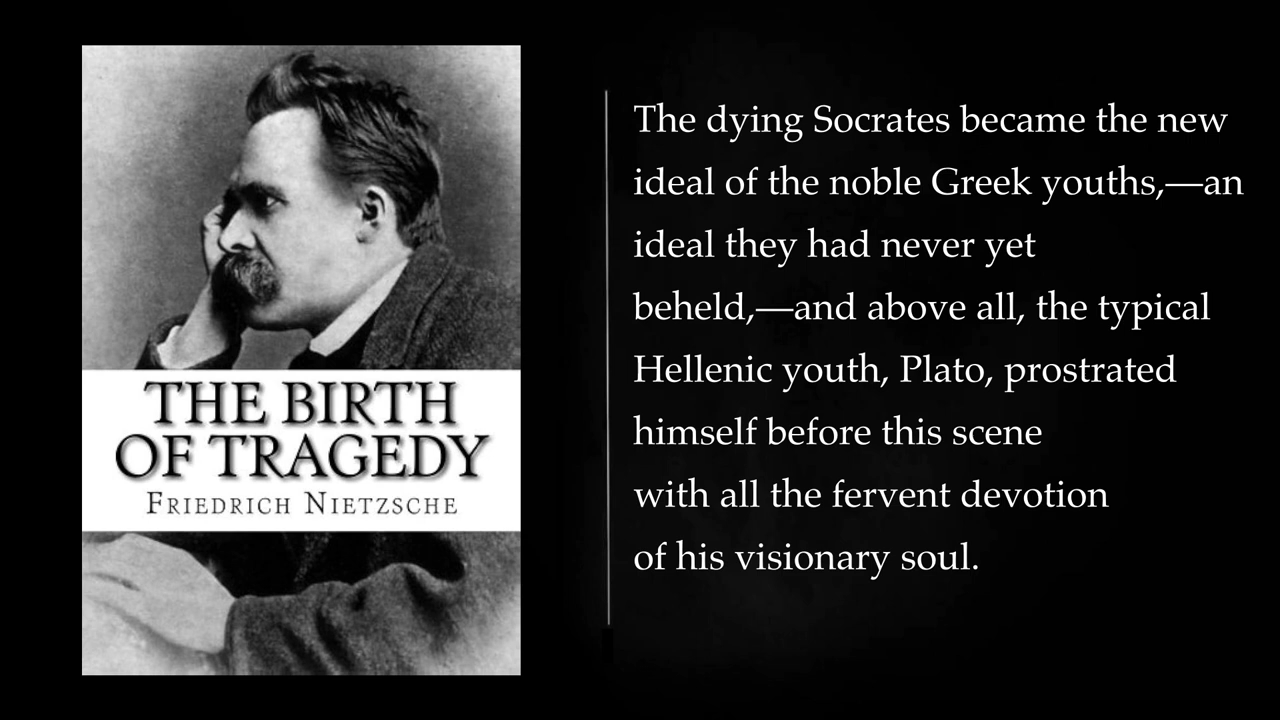 THE BIRTH
OF TRAGEDY
FRIEDRICH NIETZSCHE
The dying Socrates became the new
ideal of the noble Greek youths,—an
ideal they had never yet
beheld,—and above all, the typical
Hellenic youth, Plato, prostrated
himself before this scene
with all the fervent devotion
of his visionary soul.